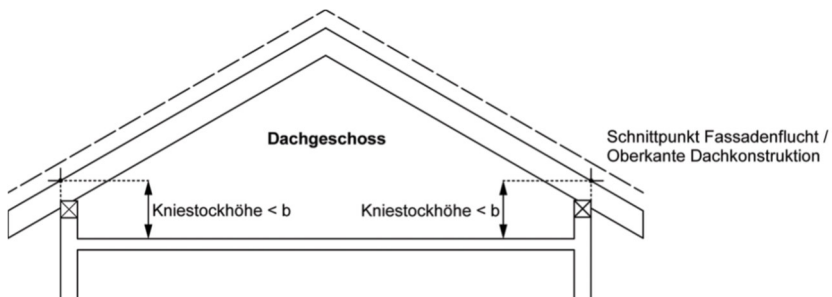 Dachgeschoss
Schnittpunkt Fassadenflucht /
Oberkante Dachkonstruktion
Kniestockhöhe < b
Kniestockhöhe < b